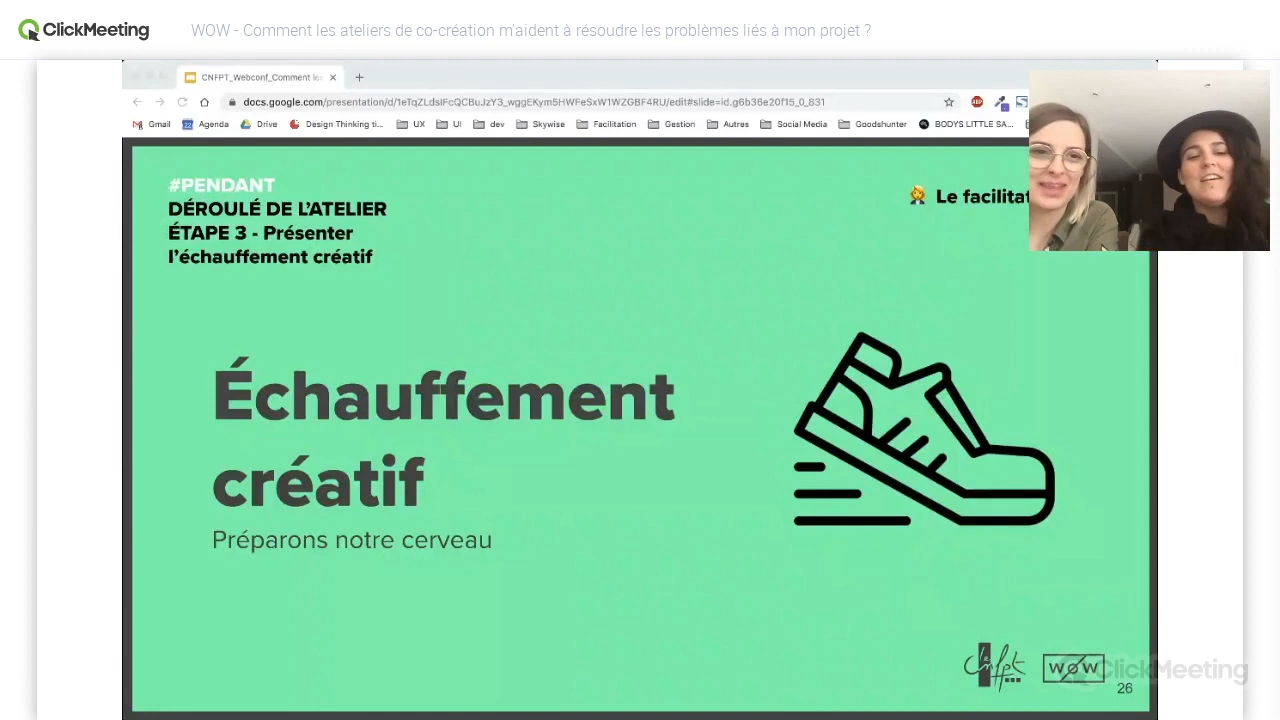 ClickMeeting
WOW - Comment les ateliers de co-création m'aident à résoudre les problèmes liés à mon projet ?
CNFPT_Webconf_Comment
docs.google.com/presentation/d/1eTqZLdsIFcQCBuJzY3_wggEKym5HWFeSxW1WZGBF4RU/edit#slide=id.g6b36e20f15_0_831
Gmail Agenda Drive Design Thinking ti... UX UI dev Skywise Facilitation Gestion Autres Social Media Goodshunter BODYS LITTLE SA...
#PENDANT
DÉROULÉ DE L'ATELIER
ÉTAPE 3 - Présenter
l'échauffement créatif
Le facilitat
Échauffement
créatif
Préparons notre cerveau
le cnfpt
WOW
ClickMeeting
26